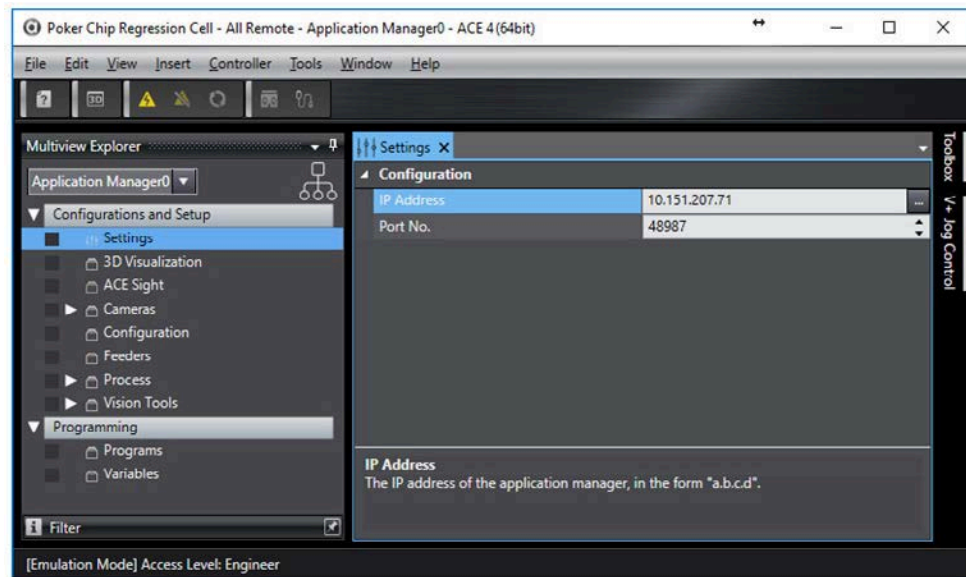 Poker Chip Regression Cell - All Remote - Application Manager0 - ACE 4 (64bit)
File Edit View Insert Controller Tools Window Help
3D
Multiview Explorer
Application Manager0
Configurations and Setup
Settings
3D Visualization
ACE Sight
Cameras
Configuration
Feeders
Process
Vision Tools
Programming
Programs
Variables
Filter
Settings
Configuration
IP Address 10.151.207.71 ...
Port No. 48987
IP Address
The IP address of the application manager, in the form "a.b.c.d".
Toolbox
V+ Jog Control
[Emulation Mode] Access Level: Engineer